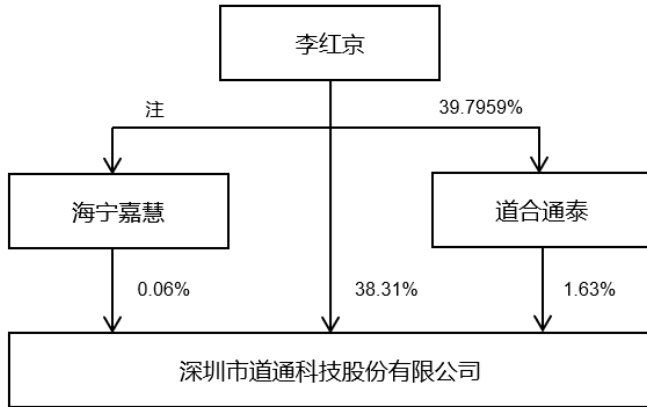 李红京
注
39.7959%
海宁嘉慧
道合通泰
0.06%
38.31%
1.63%
深圳市道通科技股份有限公司